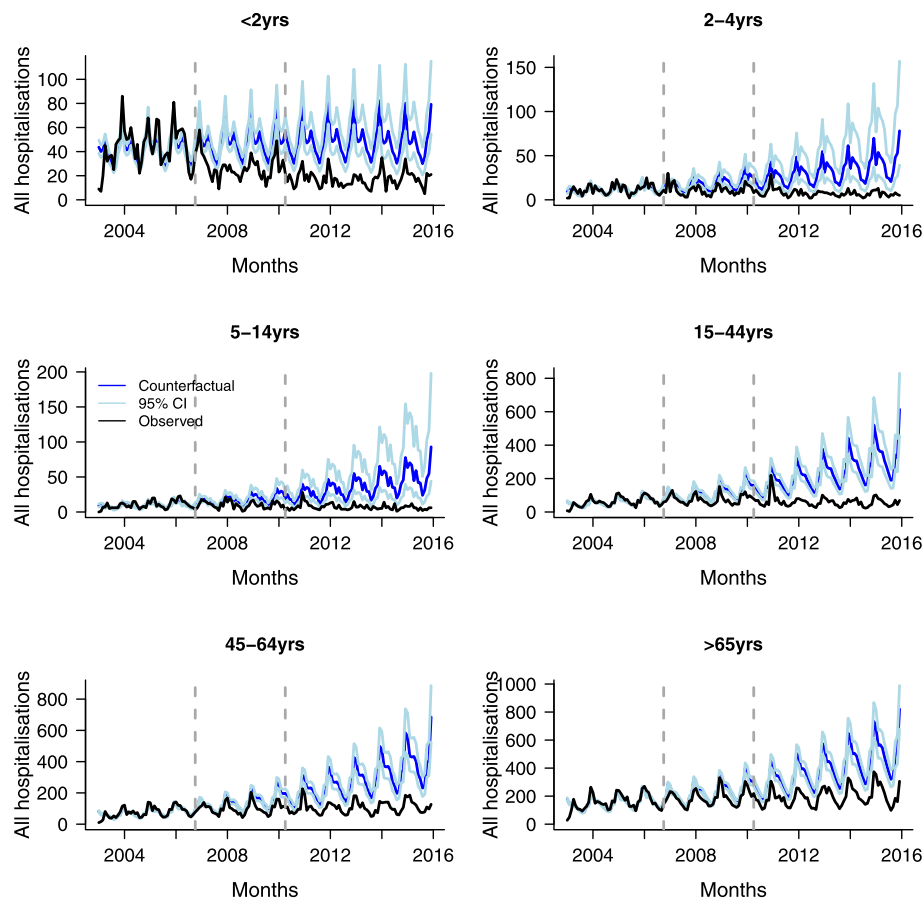 <2yrs
All hospitalisations
100
80
60
40
20
0
2004 2008 2012 2016
Months
2−4yrs
All hospitalisations
150
100
50
0
2004 2008 2012 2016
Months
5−14yrs
All hospitalisations
200
150
100
50
0
Counterfactual
95% CI
Observed
2004 2008 2012 2016
Months
15−44yrs
All hospitalisations
800
600
400
200
0
2004 2008 2012 2016
Months
45−64yrs
All hospitalisations
800
600
400
200
0
2004 2008 2012 2016
Months
>65yrs
All hospitalisations
1000
800
600
400
200
0
2004 2008 2012 2016
Months